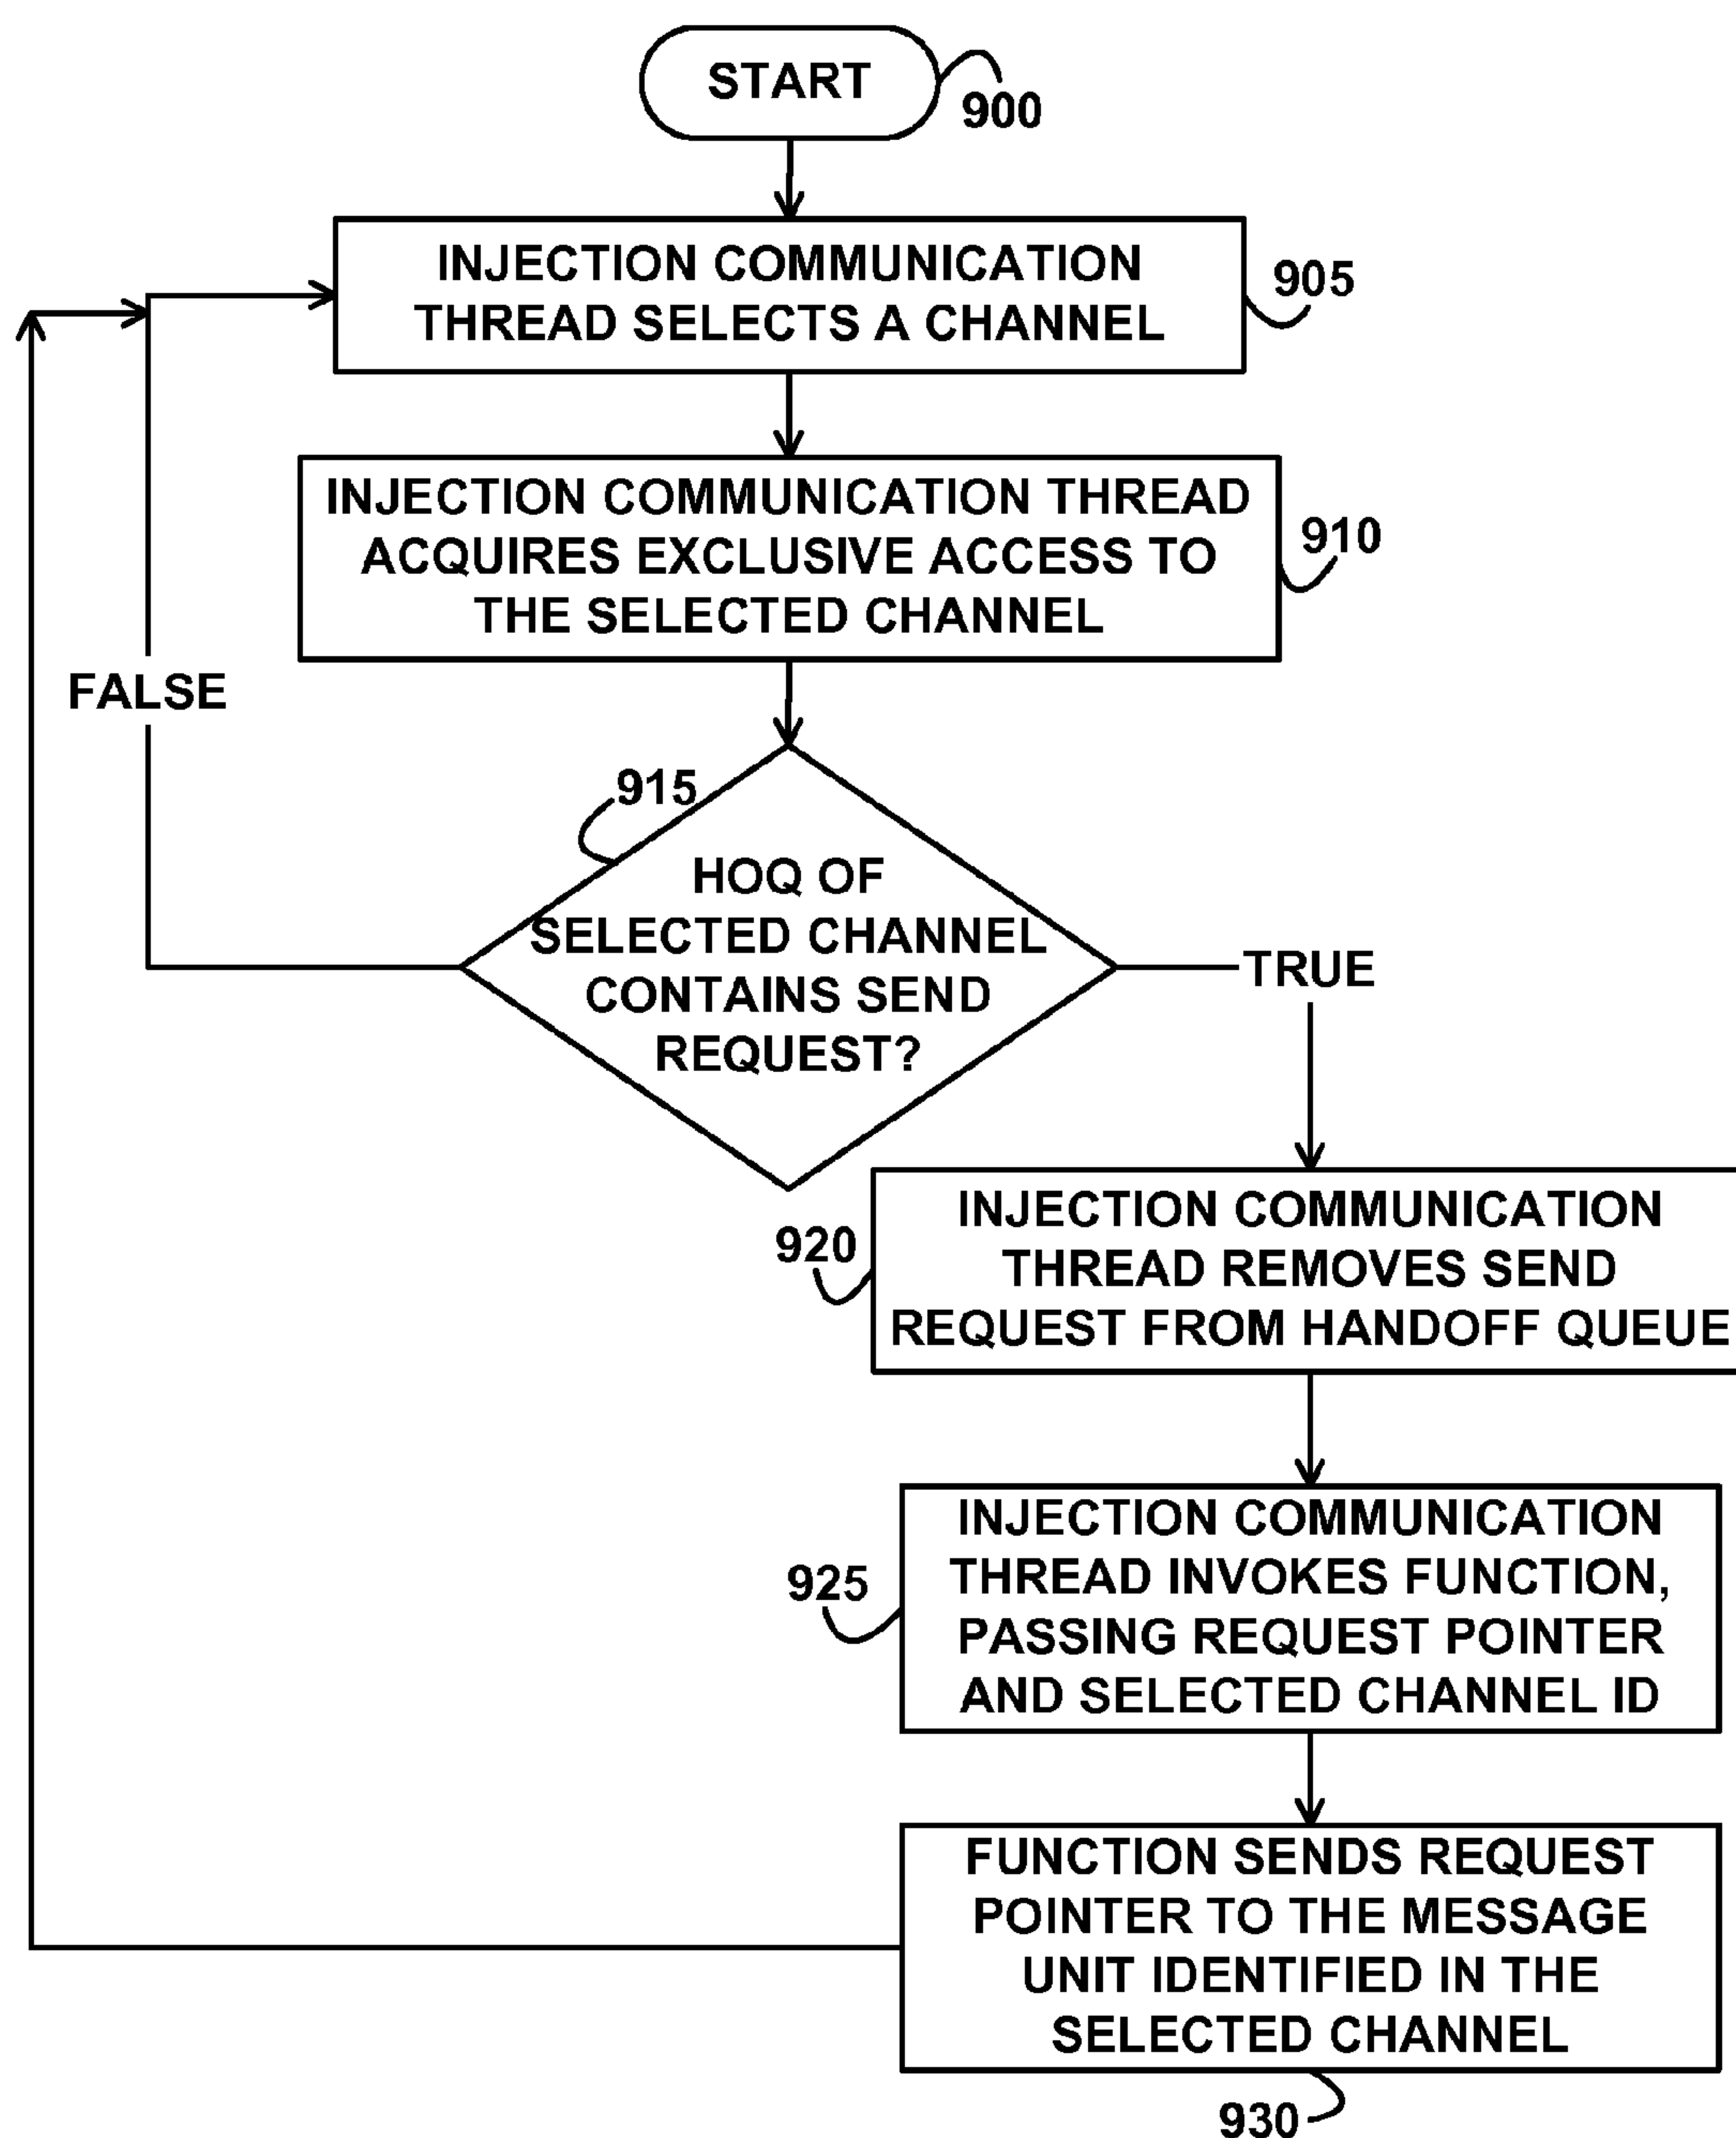 START
900
INJECTION COMMUNICATION
THREAD SELECTS A CHANNEL
905
INJECTION COMMUNICATION THREAD
ACQUIRES EXCLUSIVE ACCESS TO
THE SELECTED CHANNEL
910
FALSE
915
HOQ OF
SELECTED CHANNEL
CONTAINS SEND
REQUEST?
TRUE
920
INJECTION COMMUNICATION
THREAD REMOVES SEND
REQUEST FROM HANDOFF QUEUE
925
INJECTION COMMUNICATION
THREAD INVOKES FUNCTION,
PASSING REQUEST POINTER
AND SELECTED CHANNEL ID
FUNCTION SENDS REQUEST
POINTER TO THE MESSAGE
UNIT IDENTIFIED IN THE
SELECTED CHANNEL
930